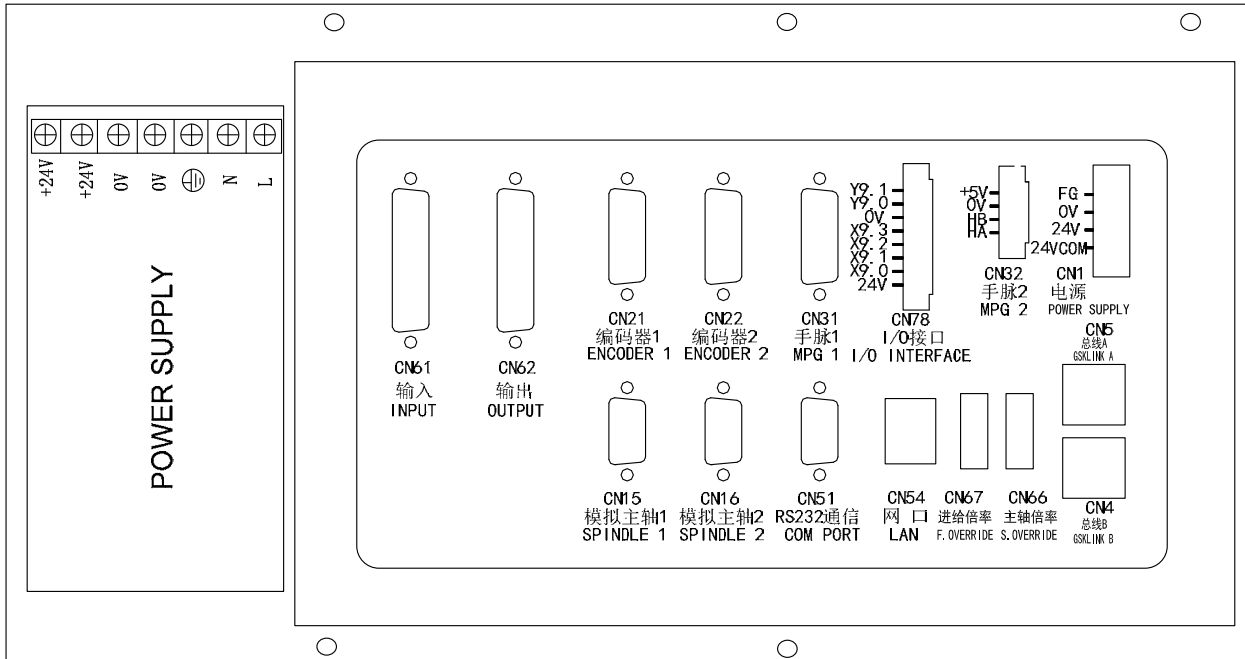 +24V
+24V
0V
0V
N
L
POWER SUPPLY
CN61
输入
INPUT
CN62
输出
OUTPUT
CN21
编码器1
ENCODER 1
CN22
编码器2
ENCODER 2
CN31
手脉1
MPG 1
Y9.1
Y9.0
0V
X9.3
X9.2
X9.1
X9.0
24V
CN78
I/O接口
I/O INTERFACE
+5V
0V
HB
HA
CN32
手脉2
MPG 2
FG
0V
24V
24VCOM
CN1
电源
POWER SUPPLY
CN5
总线A
GSKLINK A
CN15
模拟主轴1
SPINDLE 1
CN16
模拟主轴2
SPINDLE 2
CN51
RS232通信
COM PORT
CN54
网 口
LAN
CN67
进给倍率
F.OVERRIDE
CN66
主轴倍率
S.OVERRIDE
CN4
总线B
GSKLINK B